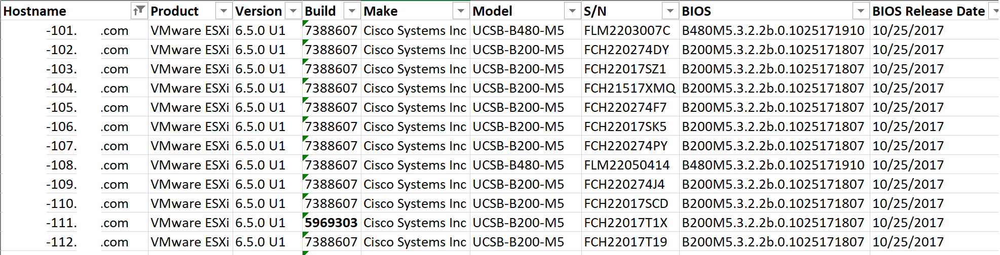 Hostname Product Version Build Make Model S/N BIOS BIOS Release Date
-101. .com VMware ESXi 6.5.0 U1 7388607 Cisco Systems Inc UCSB-B480-M5 FLM2203007C B480M5.3.2.2b.0.1025171910 10/25/2017
-102. .com VMware ESXi 6.5.0 U1 7388607 Cisco Systems Inc UCSB-B200-M5 FCH220274DY B200M5.3.2.2b.0.1025171807 10/25/2017
-103. .com VMware ESXi 6.5.0 U1 7388607 Cisco Systems Inc UCSB-B200-M5 FCH22017SZ1 B200M5.3.2.2b.0.1025171807 10/25/2017
-104. .com VMware ESXi 6.5.0 U1 7388607 Cisco Systems Inc UCSB-B200-M5 FCH21517XMQ B200M5.3.2.2b.0.1025171807 10/25/2017
-105. .com VMware ESXi 6.5.0 U1 7388607 Cisco Systems Inc UCSB-B200-M5 FCH220274F7 B200M5.3.2.2b.0.1025171807 10/25/2017
-106. .com VMware ESXi 6.5.0 U1 7388607 Cisco Systems Inc UCSB-B200-M5 FCH22017SK5 B200M5.3.2.2b.0.1025171807 10/25/2017
-107. .com VMware ESXi 6.5.0 U1 7388607 Cisco Systems Inc UCSB-B200-M5 FCH220274PY B200M5.3.2.2b.0.1025171807 10/25/2017
-108. .com VMware ESXi 6.5.0 U1 7388607 Cisco Systems Inc UCSB-B480-M5 FLM22050414 B480M5.3.2.2b.0.1025171910 10/25/2017
-109. .com VMware ESXi 6.5.0 U1 7388607 Cisco Systems Inc UCSB-B200-M5 FCH220274J4 B200M5.3.2.2b.0.1025171807 10/25/2017
-110. .com VMware ESXi 6.5.0 U1 7388607 Cisco Systems Inc UCSB-B200-M5 FCH22017SCD B200M5.3.2.2b.0.1025171807 10/25/2017
-111. .com VMware ESXi 6.5.0 U1 5969303 Cisco Systems Inc UCSB-B200-M5 FCH22017T1X B200M5.3.2.2b.0.1025171807 10/25/2017
-112. .com VMware ESXi 6.5.0 U1 7388607 Cisco Systems Inc UCSB-B200-M5 FCH22017T19 B200M5.3.2.2b.0.1025171807 10/25/2017